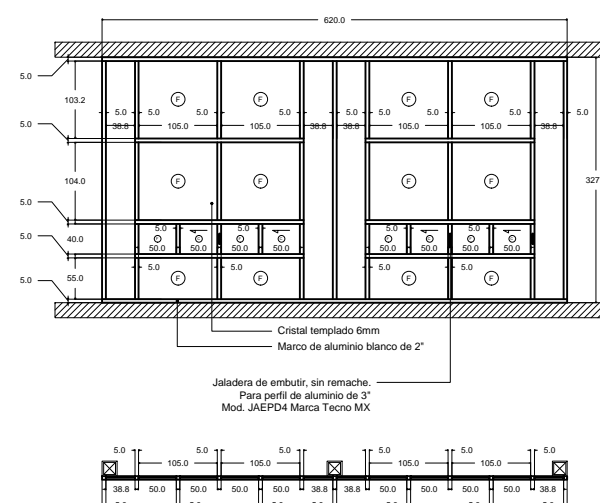 620.0
5.0
103.2
5.0 5.0 5.0 5.0 5.0 5.0 5.0 5.0
38.8 105.0 105.0 38.8 38.8 105.0 105.0 38.8
F F F F
5.0
104.0
327
F F F F
5.0
5.0 5.0 5.0 5.0
40.0
C C C C C C C C
50.0 50.0 50.0 50.0 50.0 50.0 50.0 50.0
5.0
5.0 5.0 5.0 5.0
55.0
F F F F
5.0
Cristal templado 6mm
Marco de aluminio blanco de 2"
Jaladera de embutir, sin remache.
Para perfil de aluminio de 3"
Mod. JAEPD4 Marca Tecno MX
5.0 5.0 5.0 5.0 5.0 5.0
105.0 105.0 105.0 105.0
38.8 50.0 50.0 50.0 50.0 38.8 38.8 50.0 50.0 50.0 50.0 38.8